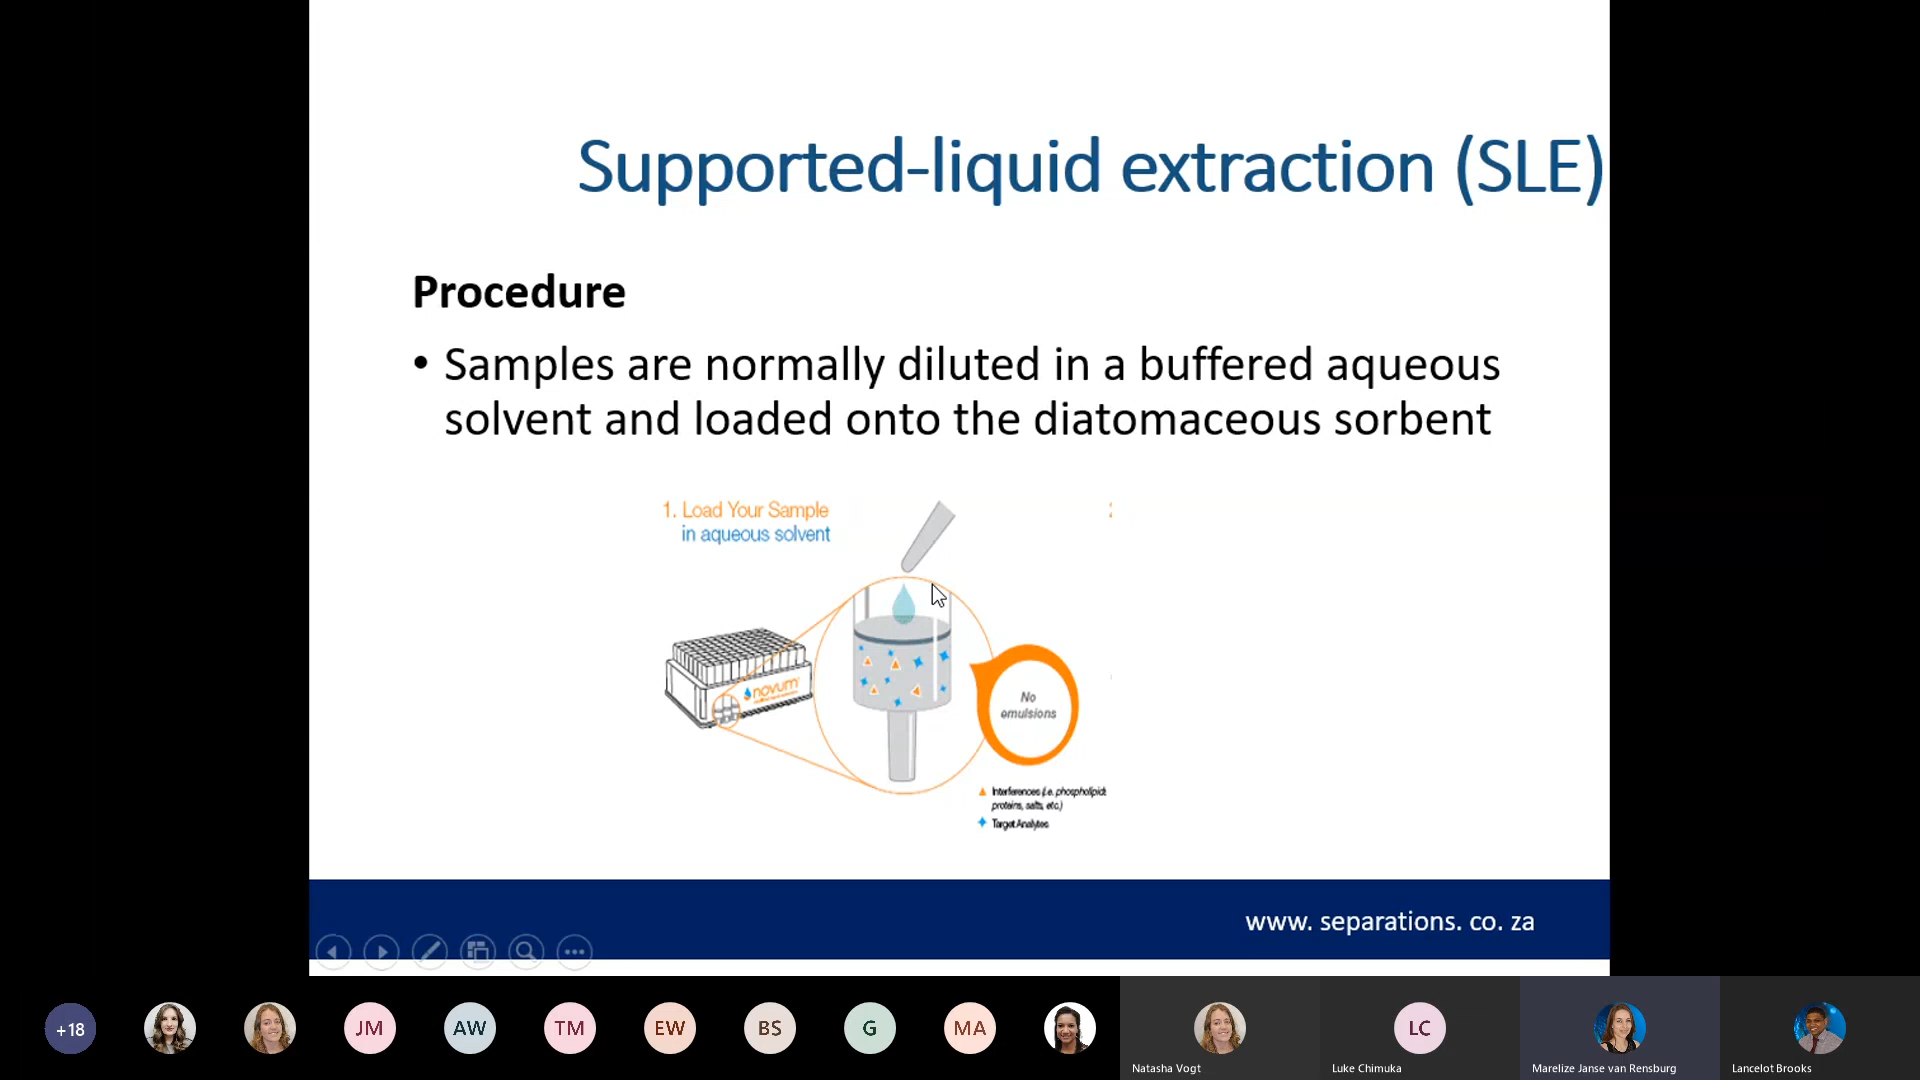 Supported-liquid extraction (SLE)
Procedure
• Samples are normally diluted in a buffered aqueous
solvent and loaded onto the diatomaceous sorbent
1. Load Your Sample
in aqueous solvent
novum
No
emulsions
Interferences (i.e. phospholipids
proteins, salts, etc.)
Target Analytes
www. separations. co. za
+18
JM
AW
TM
EW
BS
G
MA
LC
Natasha Vogt
Luke Chimuka
Marelize Janse van Rensburg
Lancelot Brooks